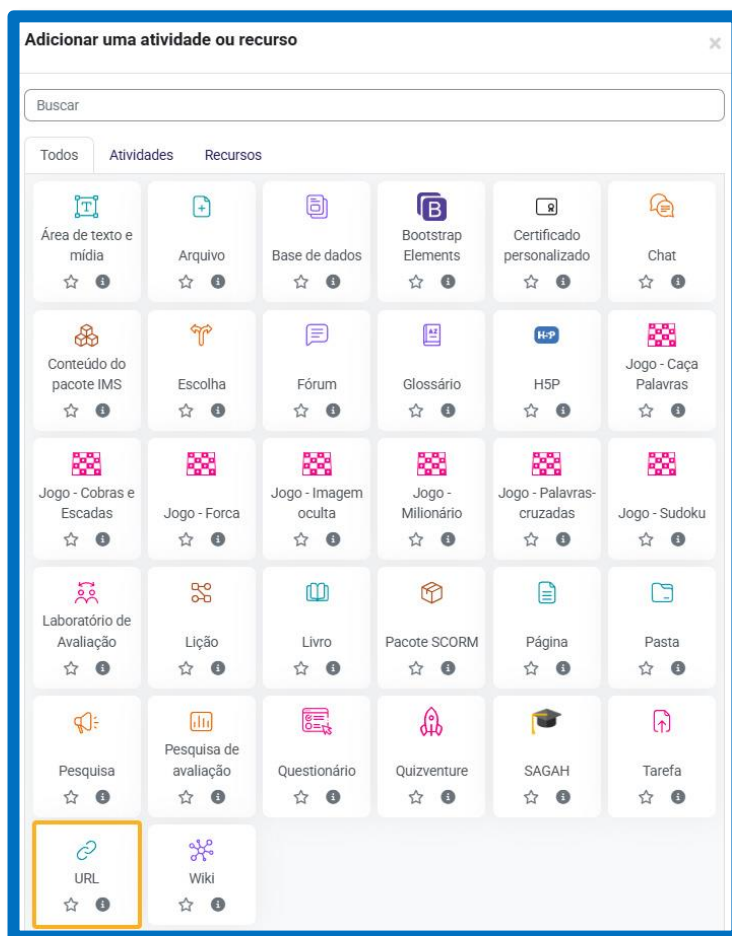 Adicionar uma atividade ou recurso
×
Buscar
Todos
Atividades
Recursos
Área de texto e
mídia
Arquivo
Base de dados
Bootstrap
Elements
Certificado
personalizado
Chat
Conteúdo do
pacote IMS
Escolha
Fórum
Glossário
H5P
Jogo - Caça
Palavras
Jogo - Cobras e
Escadas
Jogo - Forca
Jogo - Imagem
oculta
Jogo -
Milionário
Jogo - Palavras-
cruzadas
Jogo - Sudoku
Laboratório de
Avaliação
Lição
Livro
Pacote SCORM
Página
Pasta
Pesquisa
Pesquisa de
avaliação
Questionário
Quizventure
SAGAH
Tarefa
URL
Wiki